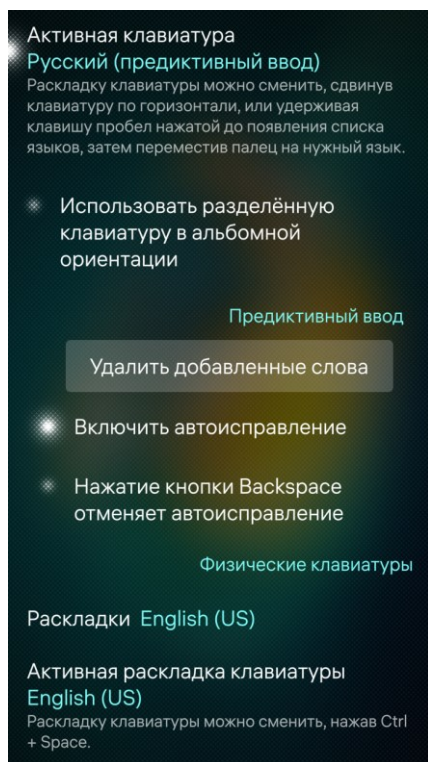 Активная клавиатура
Русский (предиктивный ввод)
Раскладку клавиатуры можно сменить, сдвинув
клавиатуру по горизонтали, или удерживая
клавишу пробел нажатой до появления списка
языков, затем переместив палец на нужный язык.
Использовать разделённую
клавиатуру в альбомной
ориентации
Предиктивный ввод
Удалить добавленные слова
Включить автоисправление
Нажатие кнопки Backspace
отменяет автоисправление
Физические клавиатуры
Раскладки English (US)
Активная раскладка клавиатуры
English (US)
Раскладку клавиатуры можно сменить, нажав Ctrl
+ Space.